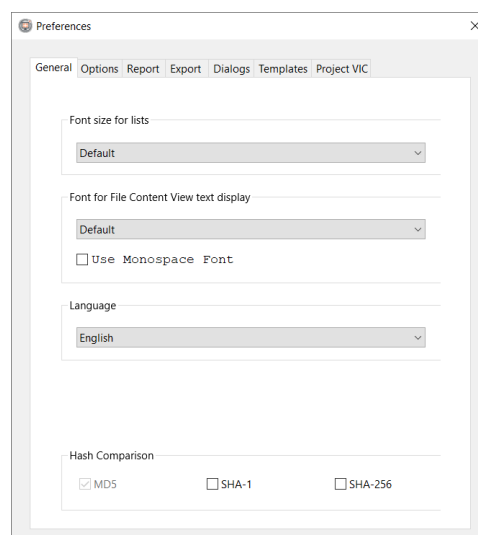 Preferences
General Options Report Export Dialogs Templates Project VIC
Font size for lists
Default
Font for File Content View text display
Default
Use Monospace Font
Language
English
Hash Comparison
MD5 SHA-1 SHA-256